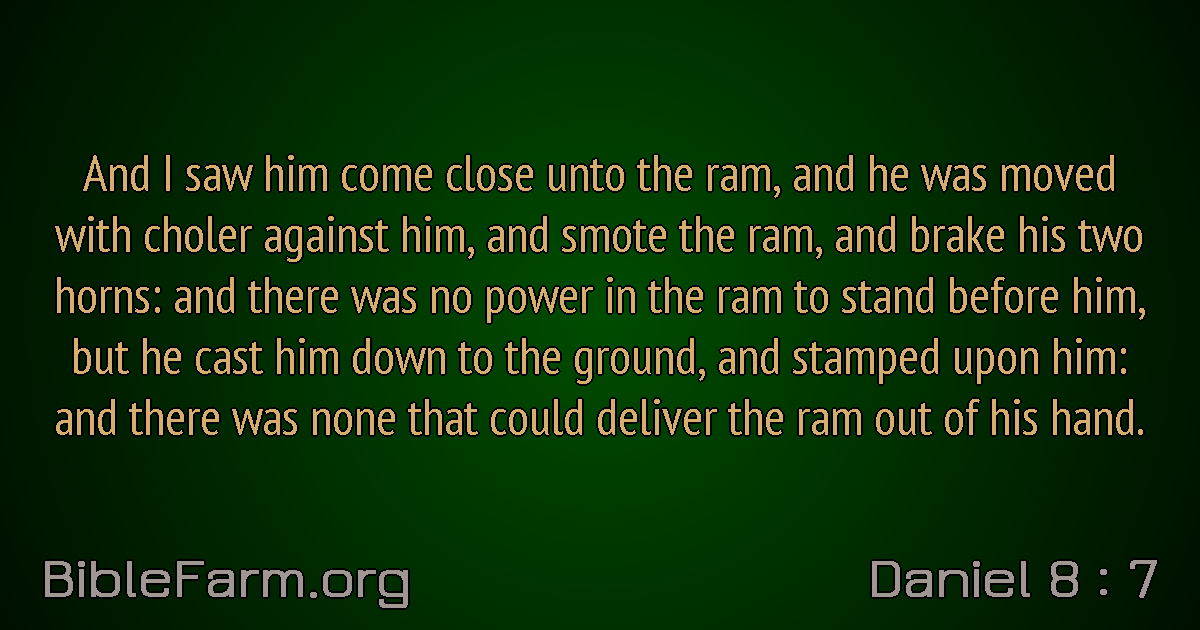 And I saw him come close unto the ram, and he was moved
with choler against him, and smote the ram, and brake his two
horns: and there was no power in the ram to stand before him,
but he cast him down to the ground, and stamped upon him:
and there was none that could deliver the ram out of his hand.
BibleFarm.org
Daniel 8 : 7